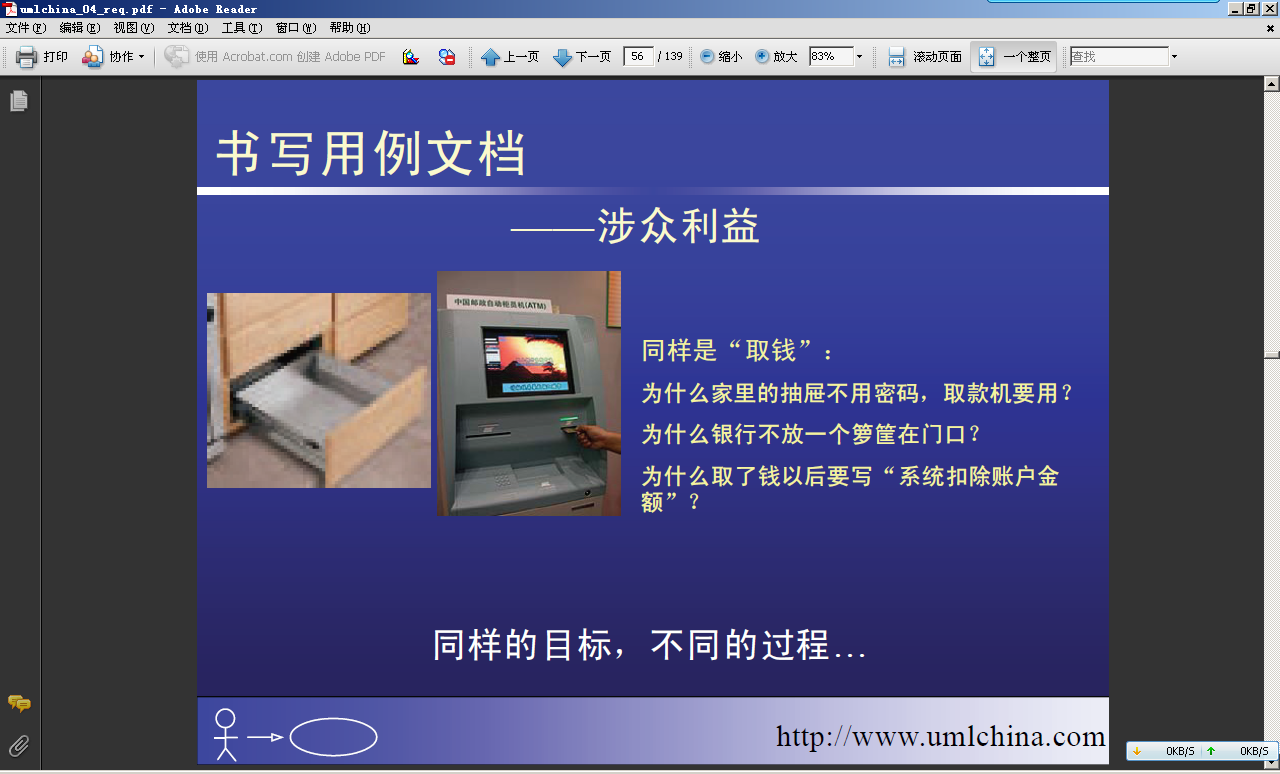 umlchina_04_req.pdf - Adobe Reader
文件(F) 编辑(E) 视图(V) 文档(D) 工具(T) 窗口(W) 帮助(H)
打印 协作 使用 Acrobat.com 创建 Adobe PDF 上一页 下一页 56 / 139 缩小 放大 83% 滚动页面 一个整页 查找
书写用例文档
——涉众利益
中国邮政自动柜员机(ATM)
同样是“取钱”：
为什么家里的抽屉不用密码，取款机要用？
为什么银行不放一个箩筐在门口？
为什么取了钱以后要写“系统扣除账户金
额”？
同样的目标，不同的过程…
http://www.umlchina.com
0KB/S 0KB/S